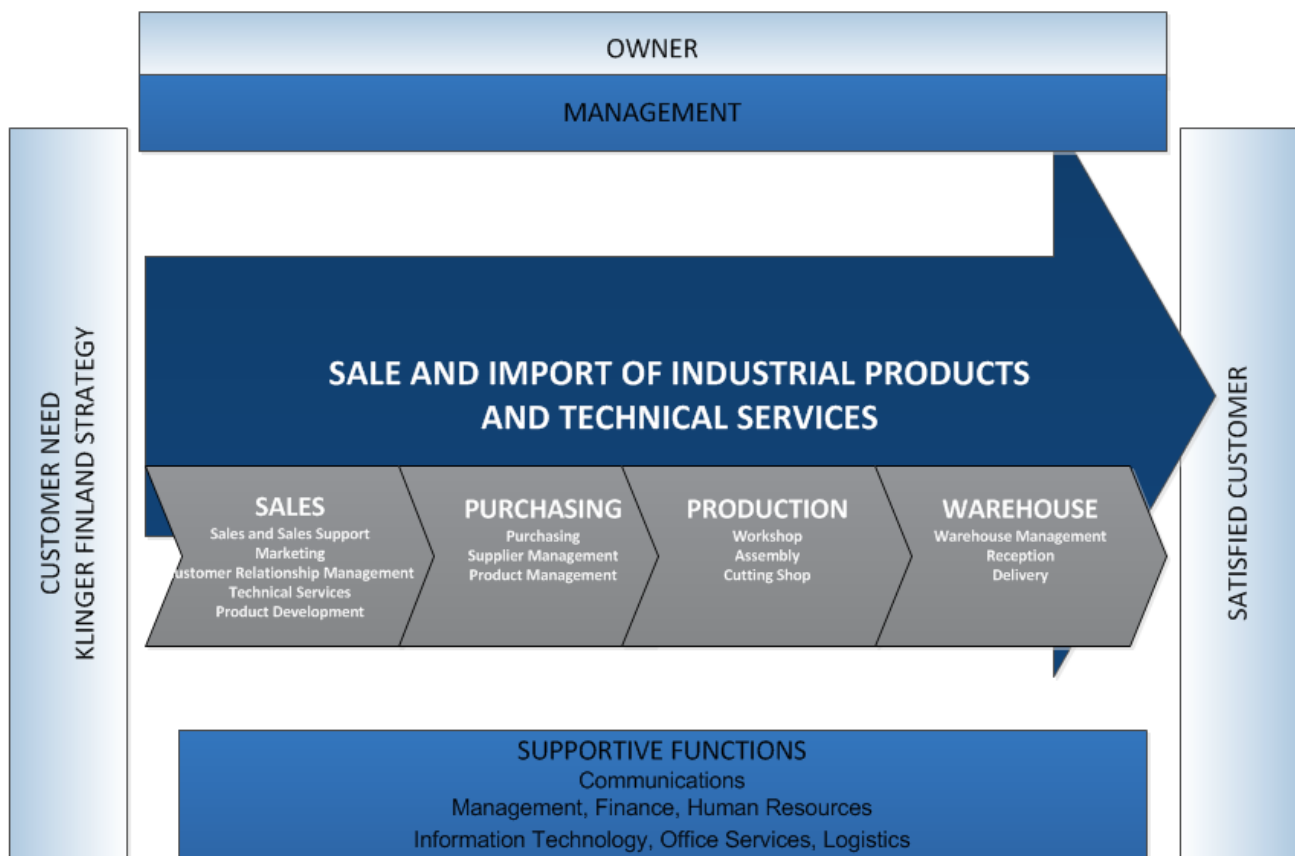 OWNER
MANAGEMENT
CUSTOMER NEED
KLINGER FINLAND STRATEGY
SALE AND IMPORT OF INDUSTRIAL PRODUCTS
AND TECHNICAL SERVICES
SALES
Sales and Sales Support
Marketing
Customer Relationship Management
Technical Services
Product Development
PURCHASING
Purchasing
Supplier Management
Product Management
PRODUCTION
Workshop
Assembly
Cutting Shop
WAREHOUSE
Warehouse Management
Reception
Delivery
SATISFIED CUSTOMER
SUPPORTIVE FUNCTIONS
Communications
Management, Finance, Human Resources
Information Technology, Office Services, Logistics